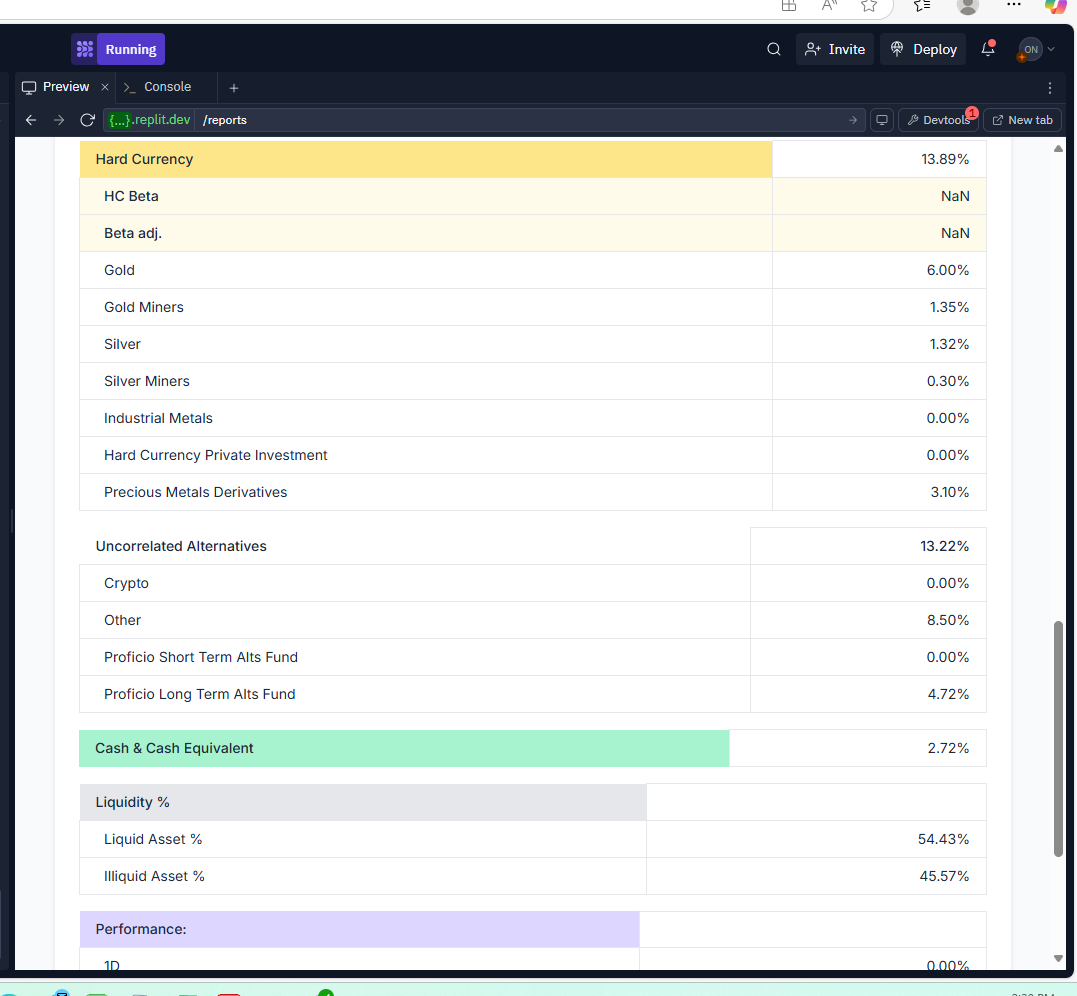 Running
Invite
Deploy
ON
Preview
Console
{...}.replit.dev /reports
Devtools 1
New tab
Hard Currency 13.89%
HC Beta NaN
Beta adj. NaN
Gold 6.00%
Gold Miners 1.35%
Silver 1.32%
Silver Miners 0.30%
Industrial Metals 0.00%
Hard Currency Private Investment 0.00%
Precious Metals Derivatives 3.10%
Uncorrelated Alternatives 13.22%
Crypto 0.00%
Other 8.50%
Proficio Short Term Alts Fund 0.00%
Proficio Long Term Alts Fund 4.72%
Cash & Cash Equivalent 2.72%
Liquidity %
Liquid Asset % 54.43%
Illiquid Asset % 45.57%
Performance:
1D 0.00%